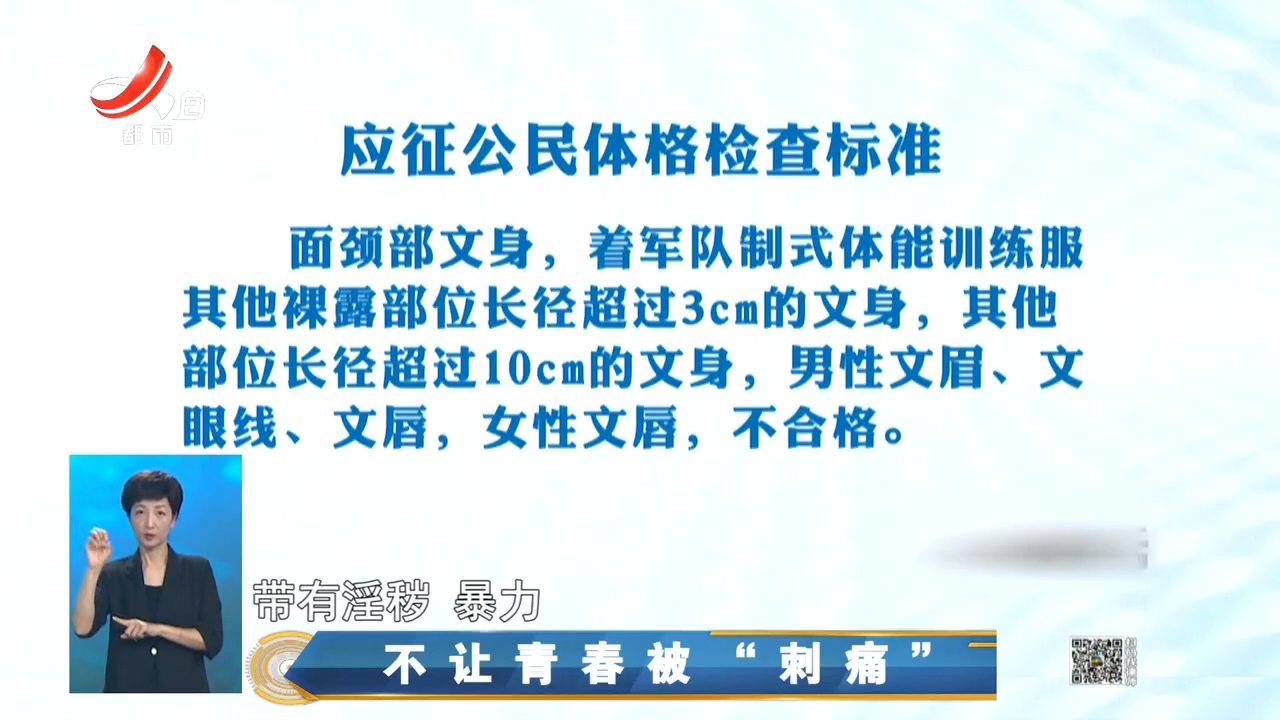 都市
应征公民体格检查标准
面颈部文身，着军队制式体能训练服
其他裸露部位长径超过3cm的文身，其他
部位长径超过10cm的文身，男性文眉、文
眼线、文唇，女性文唇，不合格。
带有淫秽 暴力
不让青春被“刺痛”